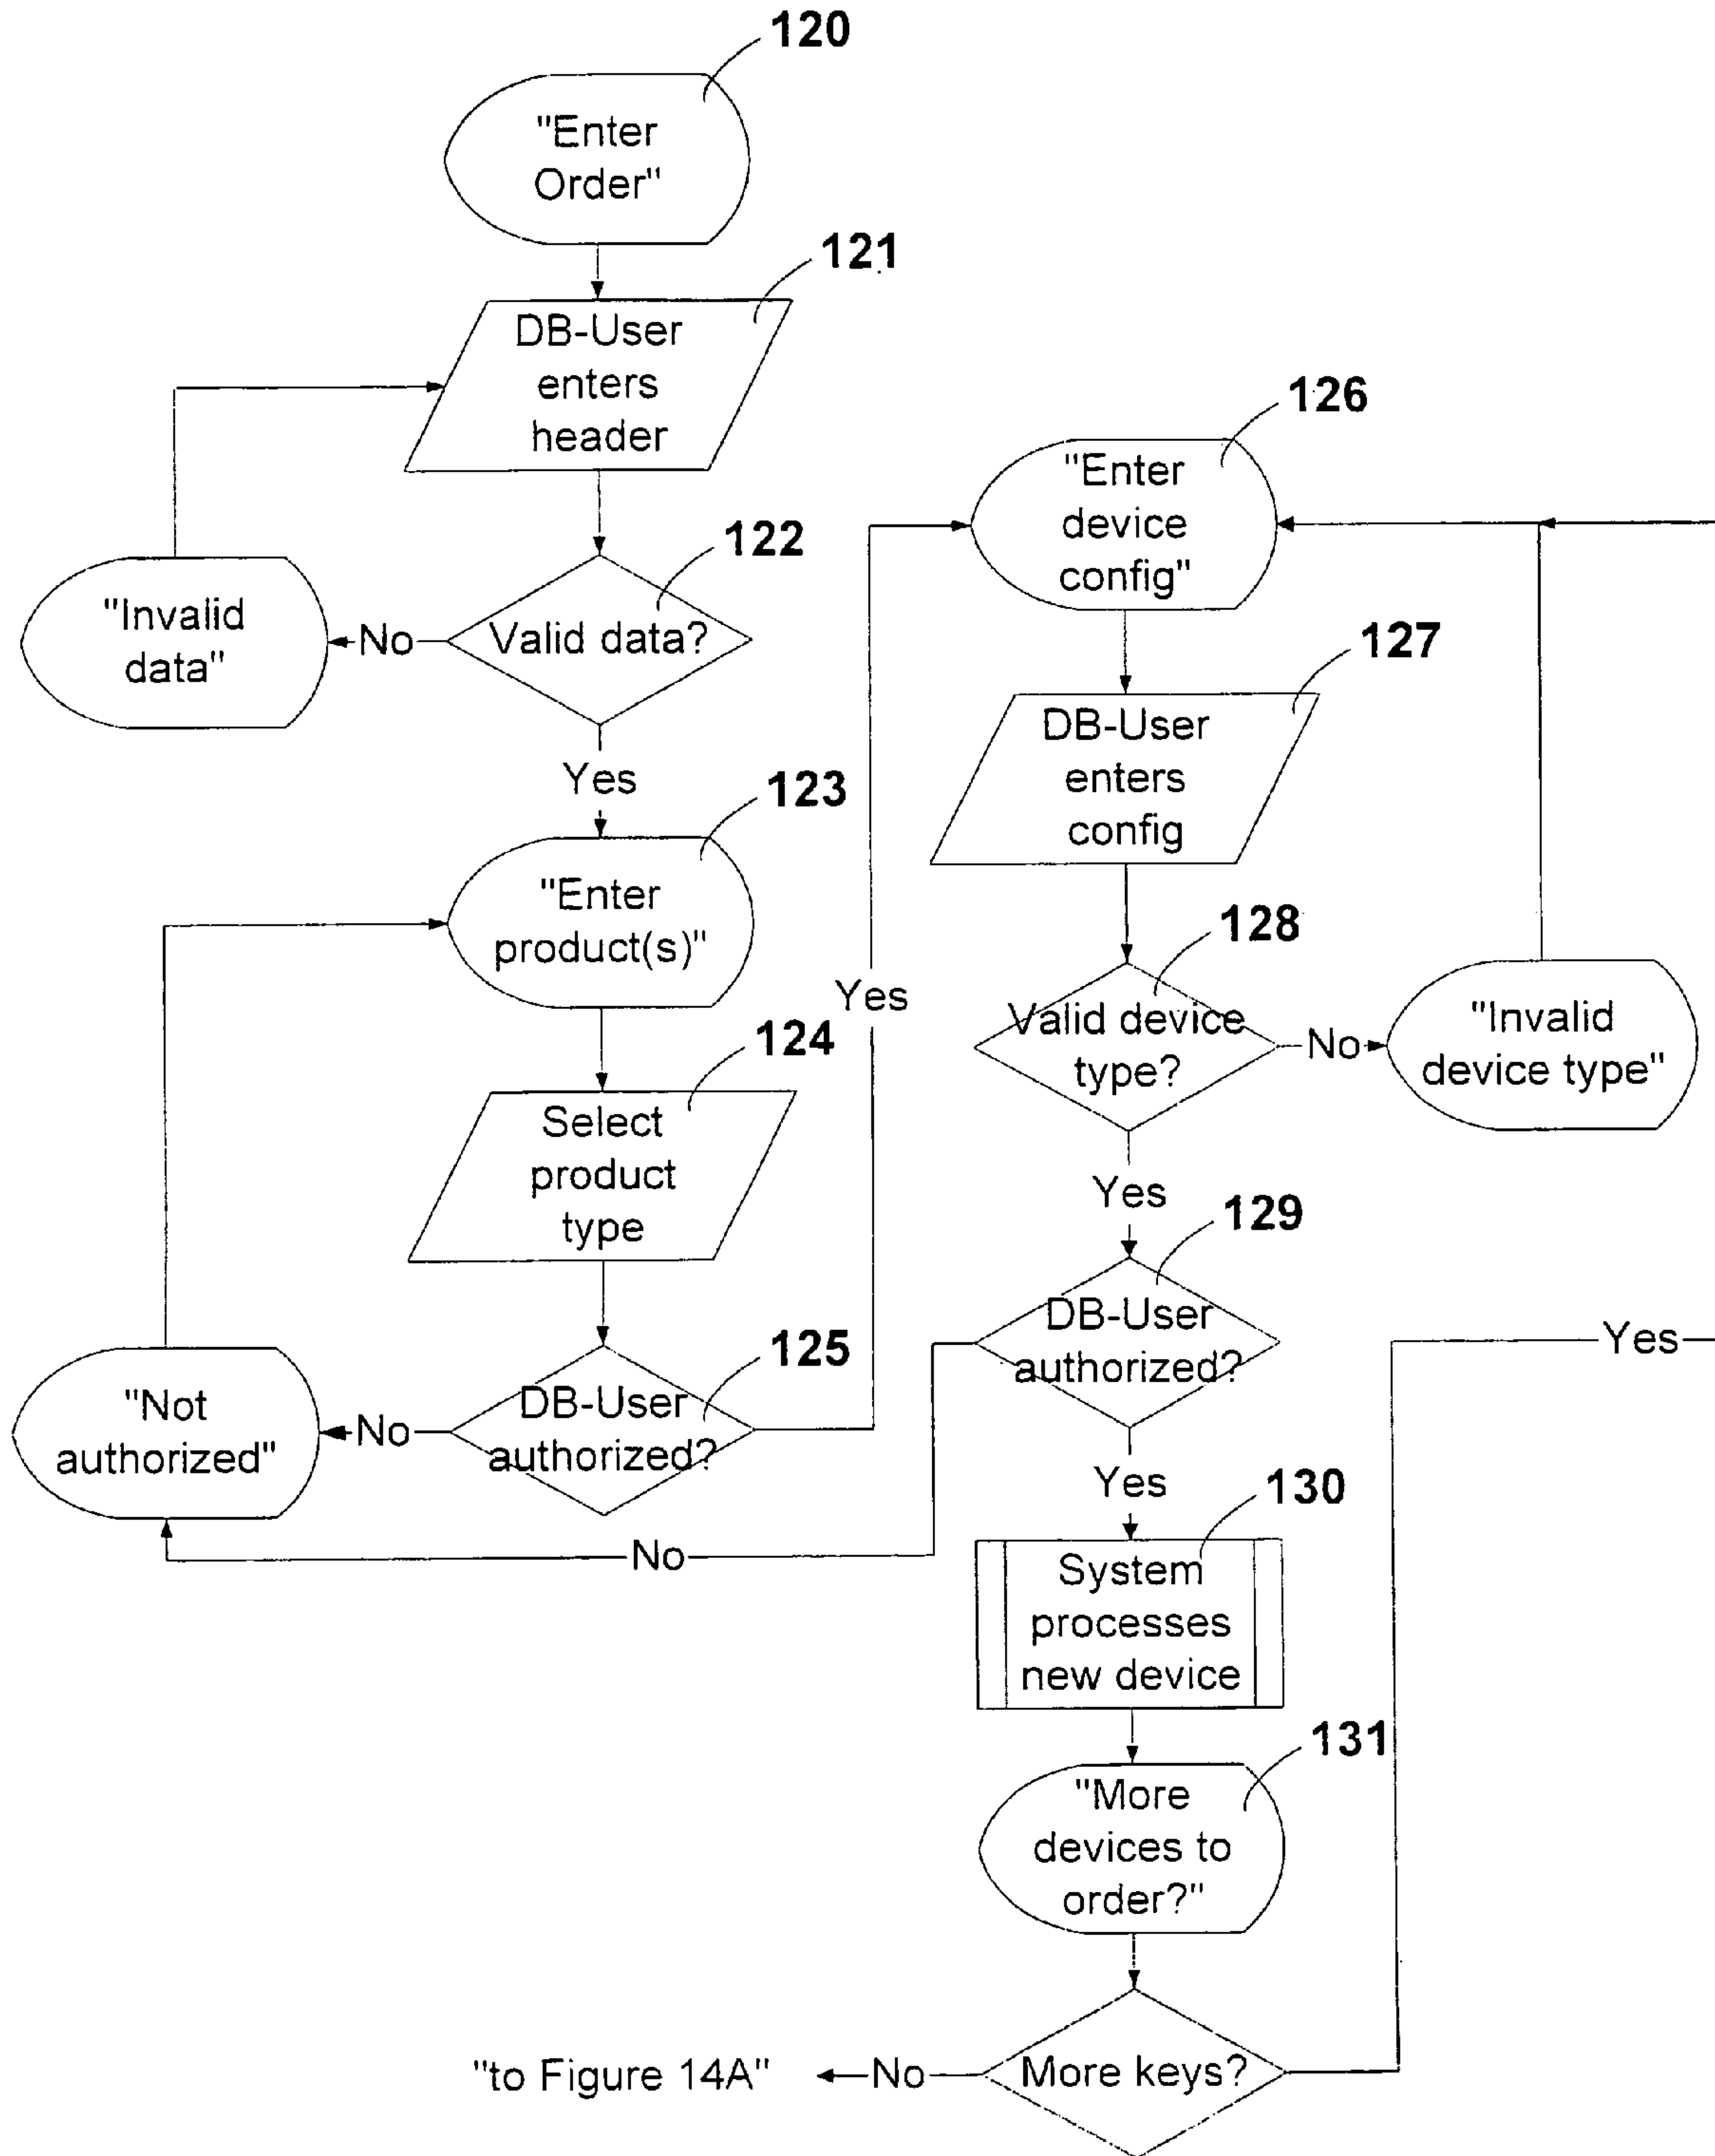 120
"Enter
Order"
121
DB-User
enters
header
122
Valid data?
No
"Invalid
data"
Yes
123
"Enter
product(s)"
124
Select
product
type
125
DB-User
authorized?
No
"Not
authorized"
Yes
126
"Enter
device
config"
127
DB-User
enters
config
128
Valid device
type?
No
"Invalid
device type"
Yes
129
DB-User
authorized?
No
Yes
130
System
processes
new device
131
"More
devices to
order?"
More keys?
Yes
No
"to Figure 14A"